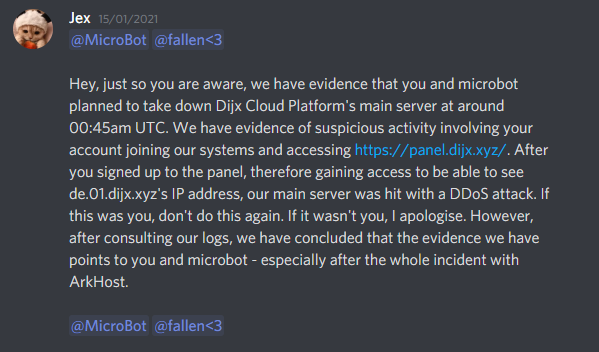 Jex 15/01/2021
@MicroBot @fallen<3
Hey, just so you are aware, we have evidence that you and microbot
planned to take down Dijx Cloud Platform's main server at around
00:45am UTC. We have evidence of suspicious activity involving your
account joining our systems and accessing https://panel.dijx.xyz/. After
you signed up to the panel, therefore gaining access to be able to see
de.01.dijx.xyz's IP address, our main server was hit with a DDoS attack. If
this was you, don't do this again. If it wasn't you, I apologise. However,
after consulting our logs, we have concluded that the evidence we have
points to you and microbot - especially after the whole incident with
ArkHost.
@MicroBot @fallen<3